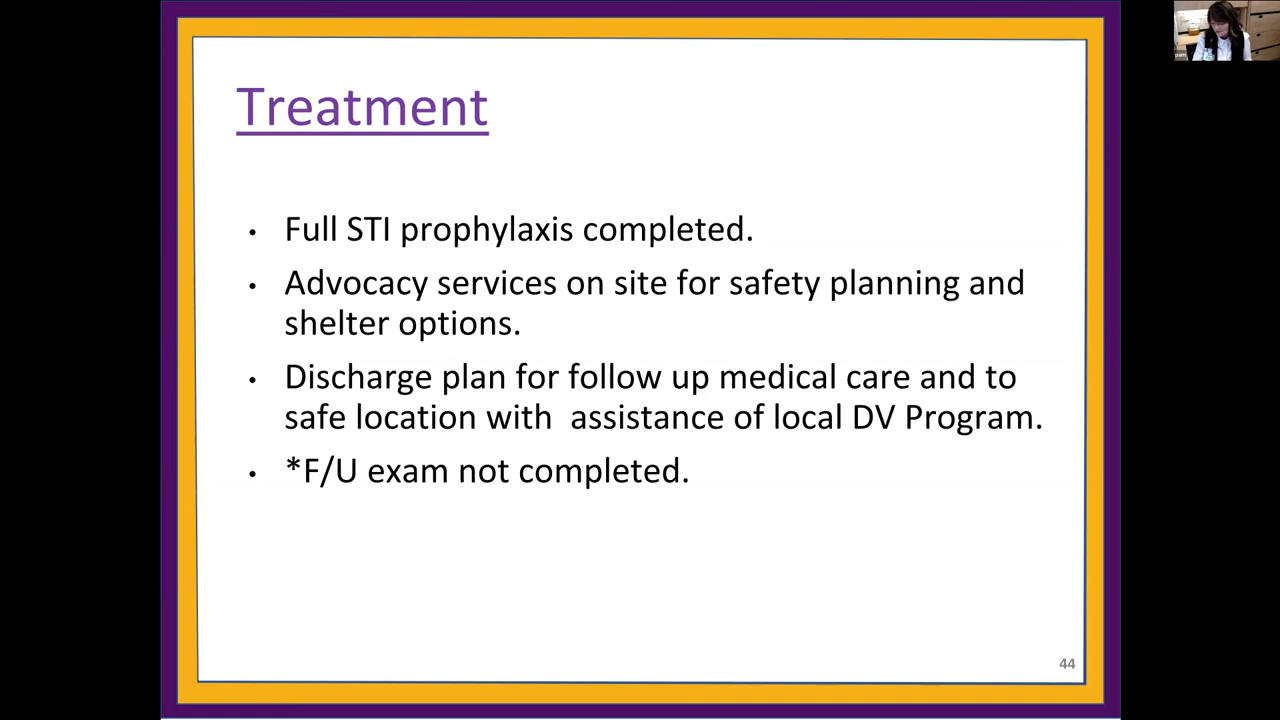 Treatment
• Full STI prophylaxis completed.
• Advocacy services on site for safety planning and
shelter options.
• Discharge plan for follow up medical care and to
safe location with  assistance of local DV Program.
• *F/U exam not completed.
44